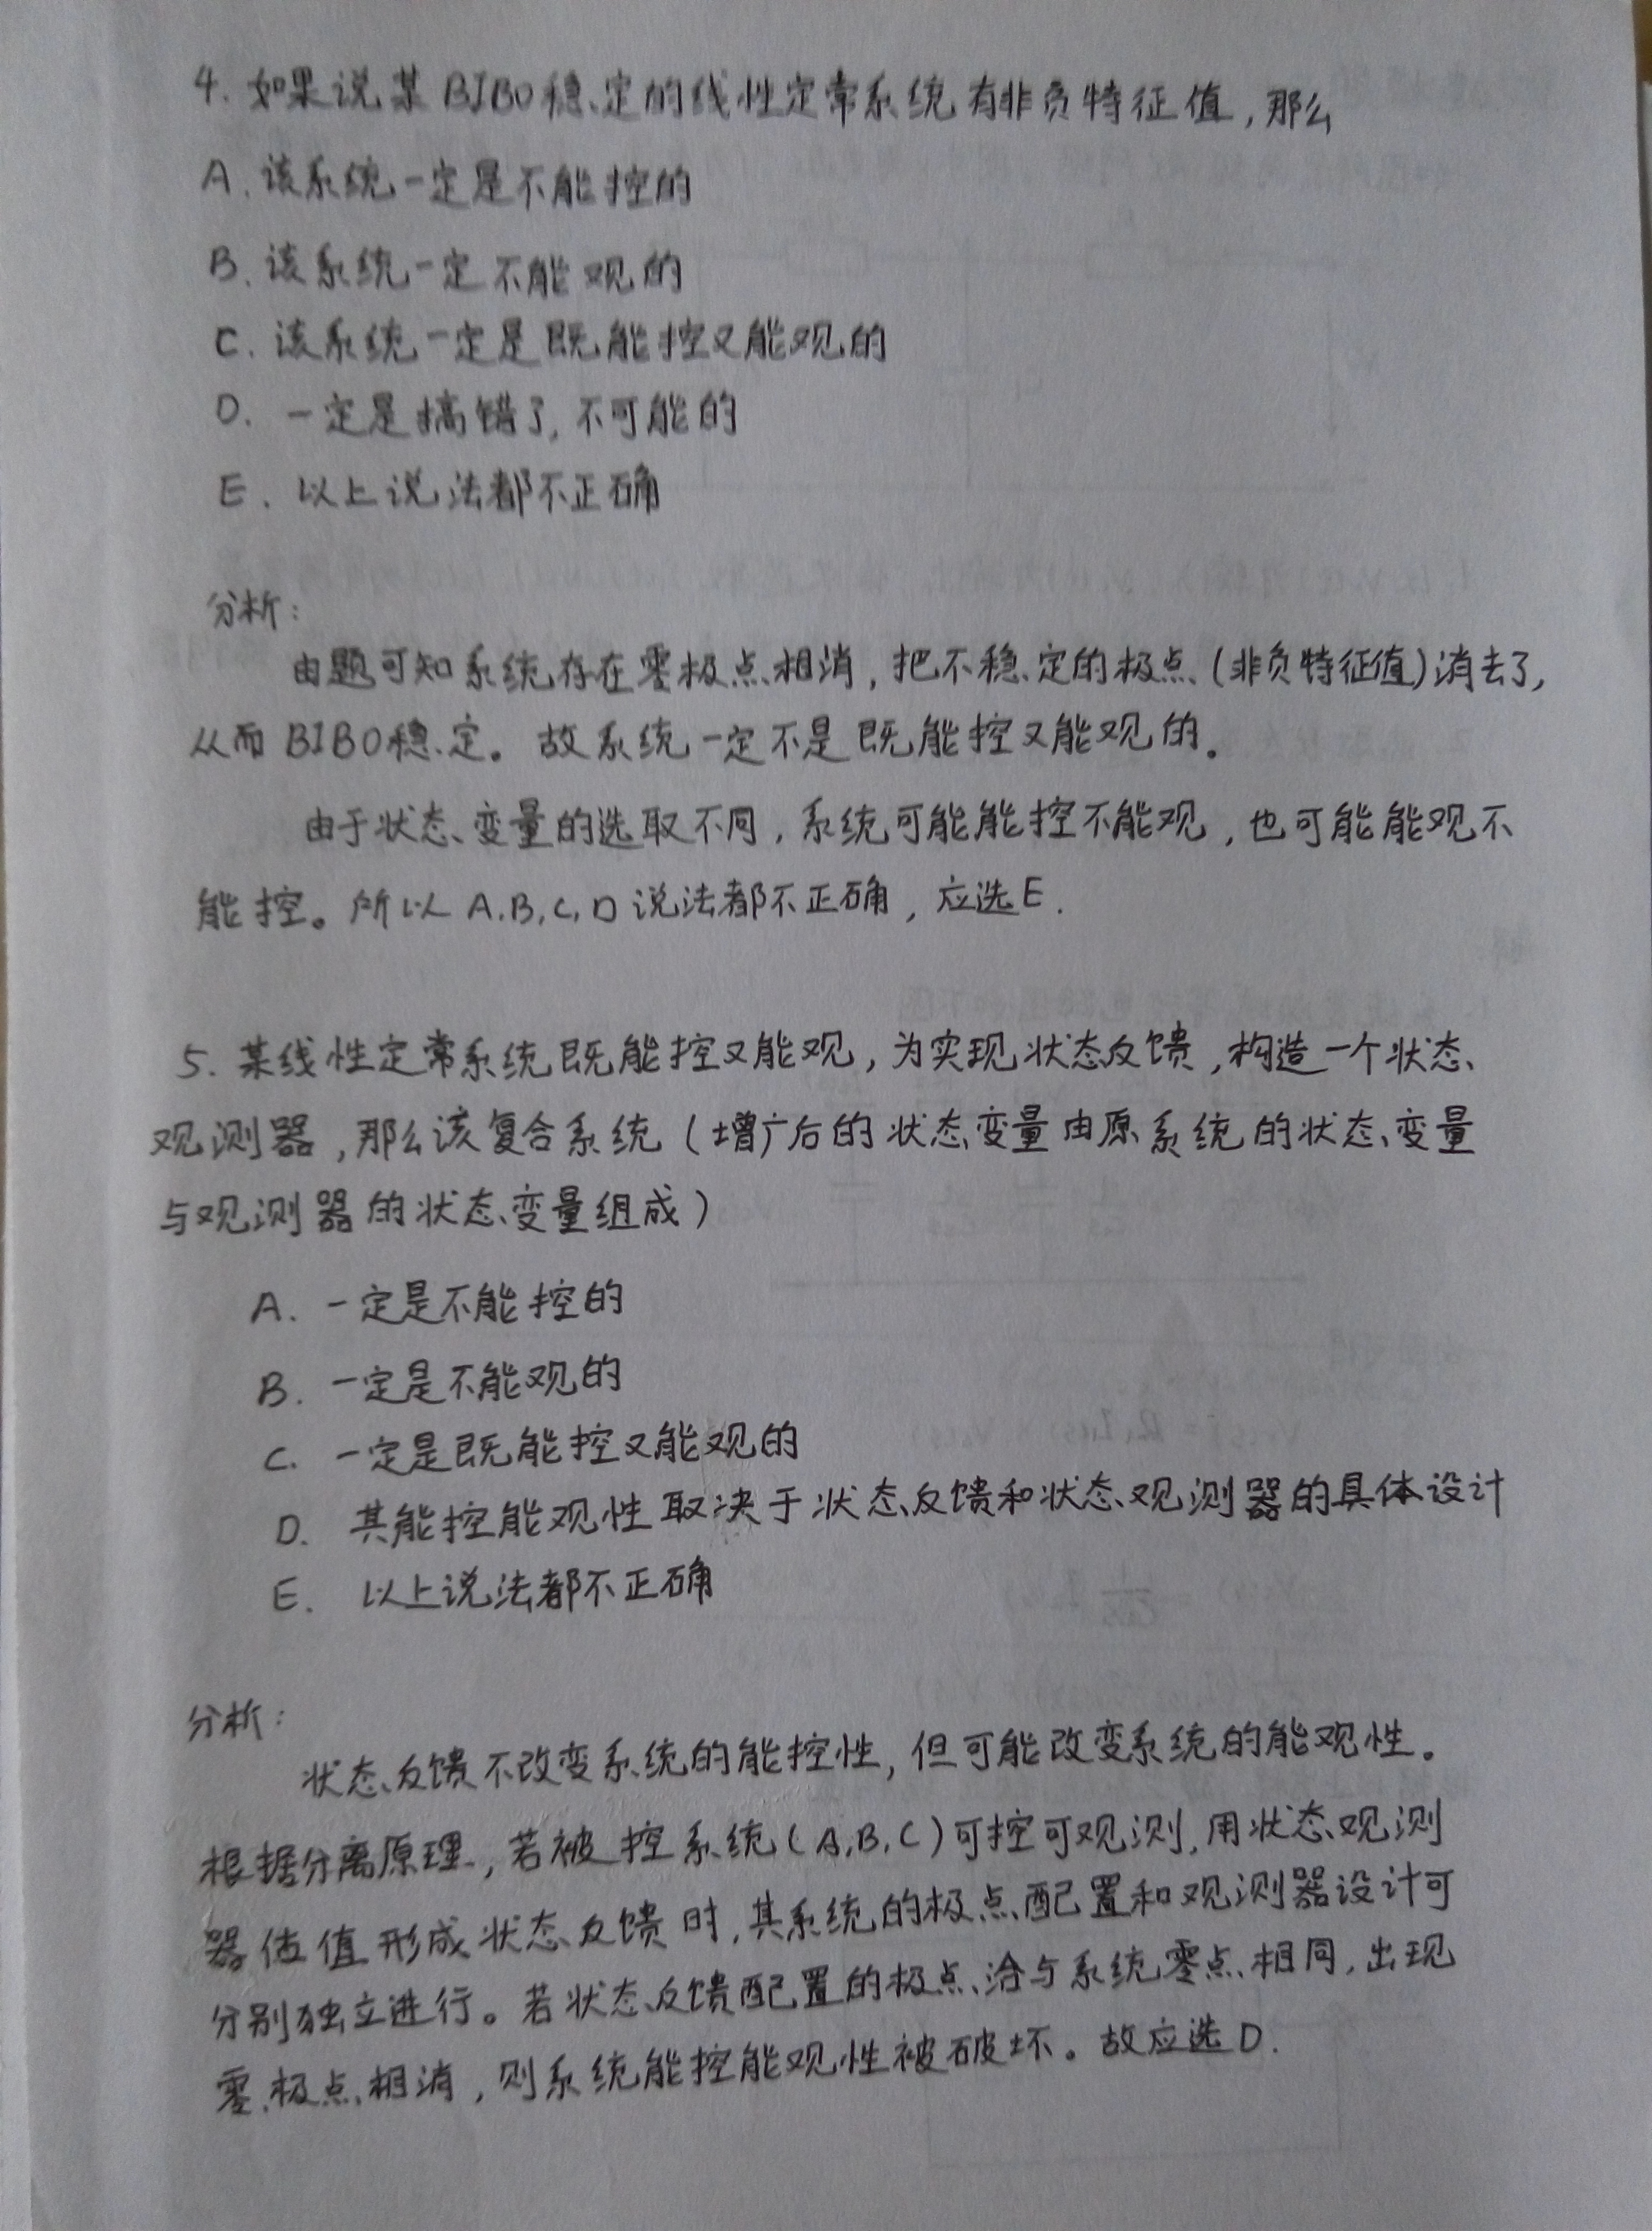 4. 如果说某BIBO稳定的线性定常系统有非负特征值,那么
A. 该系统一定是不能控的
B. 该系统一定不能观的
C. 该系统一定是既能控又能观的
D. 一定是搞错了,不可能的
E. 以上说法都不正确
分析:
由题可知系统存在零极点相消,把不稳定的极点(非负特征值)消去了,
从而BIBO稳定。故系统一定不是既能控又能观的。
由于状态变量的选取不同,系统可能能控不能观,也可能能观不
能控。所以A,B,C,D说法都不正确,应选E.
5. 某线性定常系统既能控又能观,为实现状态反馈,构造一个状态
观测器,那么该复合系统(增广后的状态变量由原系统的状态变量
与观测器的状态变量组成)
A. 一定是不能控的
B. 一定是不能观的
C. 一定是既能控又能观的
D. 其能控能观性取决于状态反馈和状态观测器的具体设计
E. 以上说法都不正确
分析:
状态反馈不改变系统的能控性,但可能改变系统的能观性。
根据分离原理,若被控系统(A,B,C)可控可观测,用状态观测
器估值形成状态反馈时,其系统的极点配置和观测器设计可
分别独立进行。若状态反馈配置的极点洽与系统零点相同,出现
零极点相消,则系统能控能观性被破坏。故应选D.